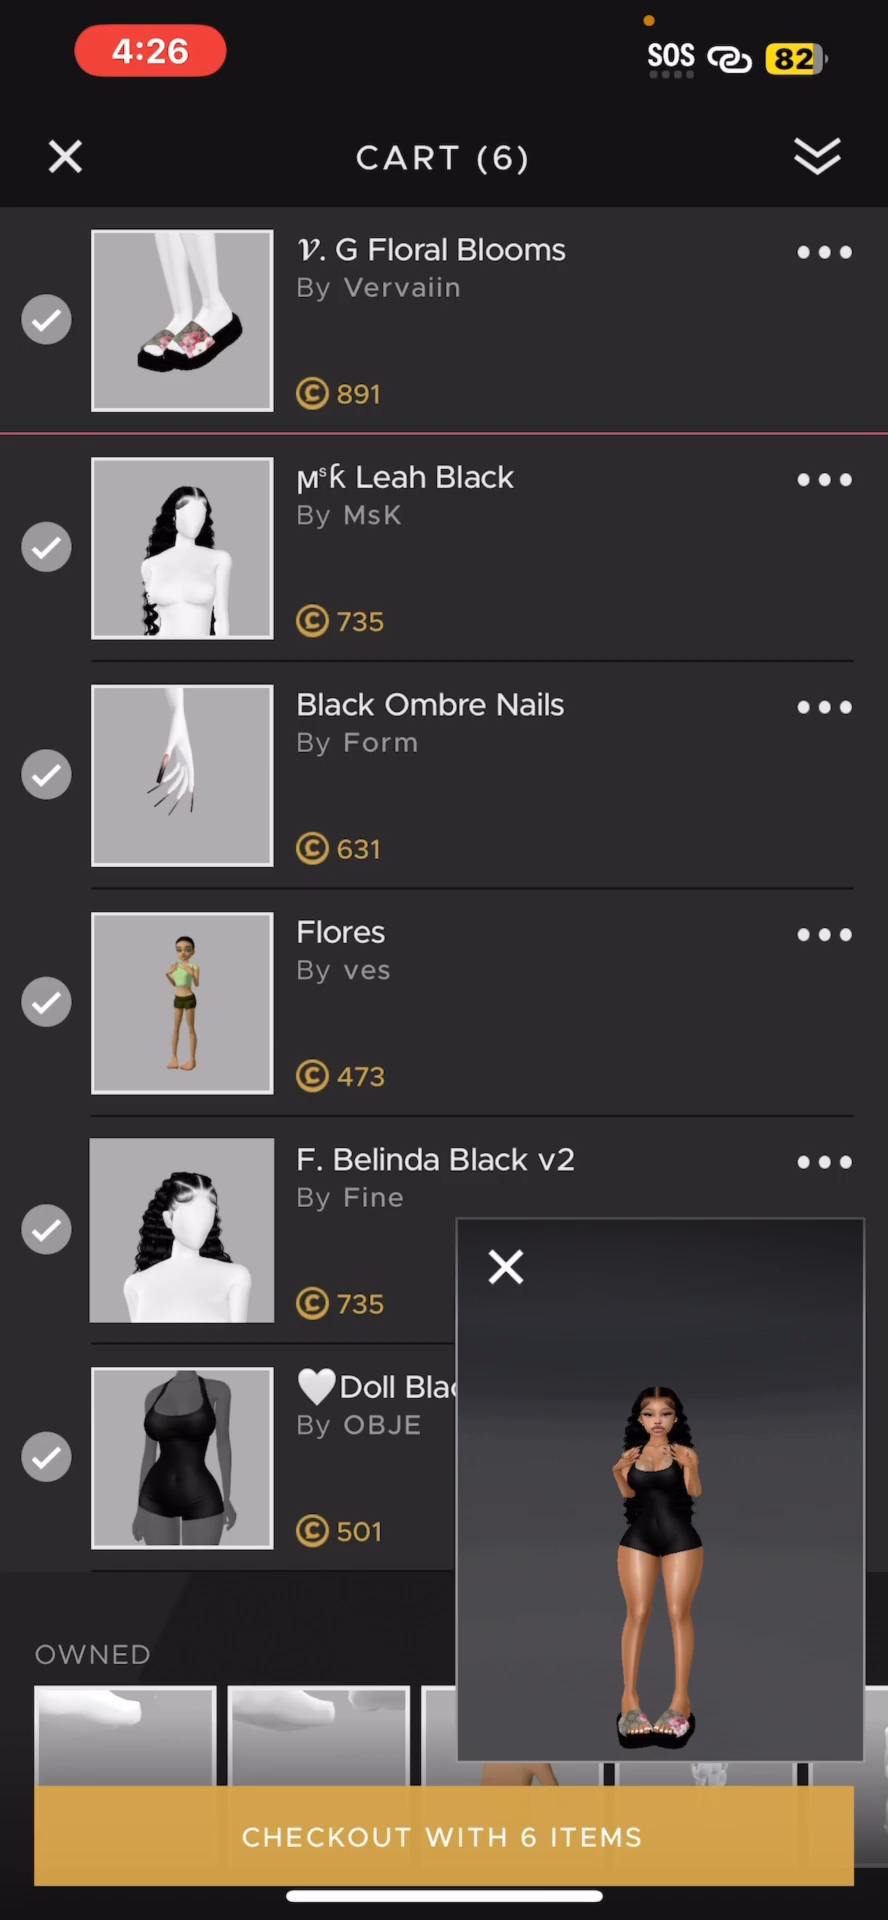 4:26
SOS
82
CART (6)
𝒱. G Floral Blooms
By Vervaiin
891
ϻˢƙ Leah Black
By MsK
735
Black Ombre Nails
By Form
631
Flores
By ves
473
F. Belinda Black v2
By Fine
735
🤍Doll Blac
By OBJE
501
OWNED
CHECKOUT WITH 6 ITEMS